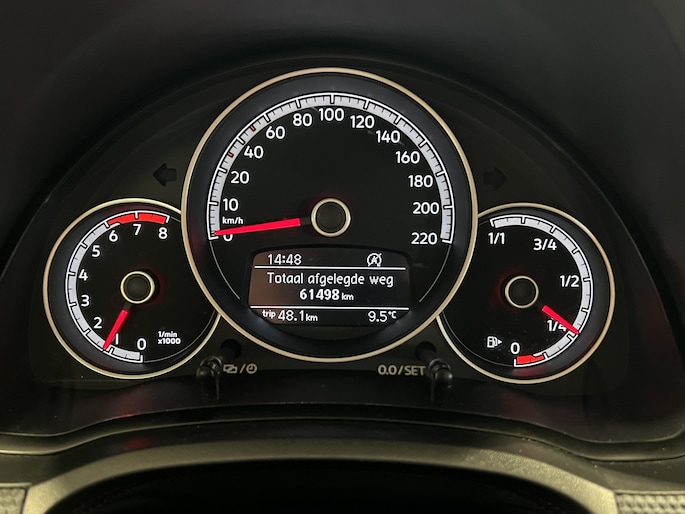 0 10 20 40 60 80 100 120 140 160 180 200 220
km/h
14:48
Totaal afgelegde weg
61498 km
trip 48.1 km 9.5 °C
0 1 2 3 4 5 6 7 8
1/min
x1000
1/1 3/4 1/2 1/4 0
0.0/SET